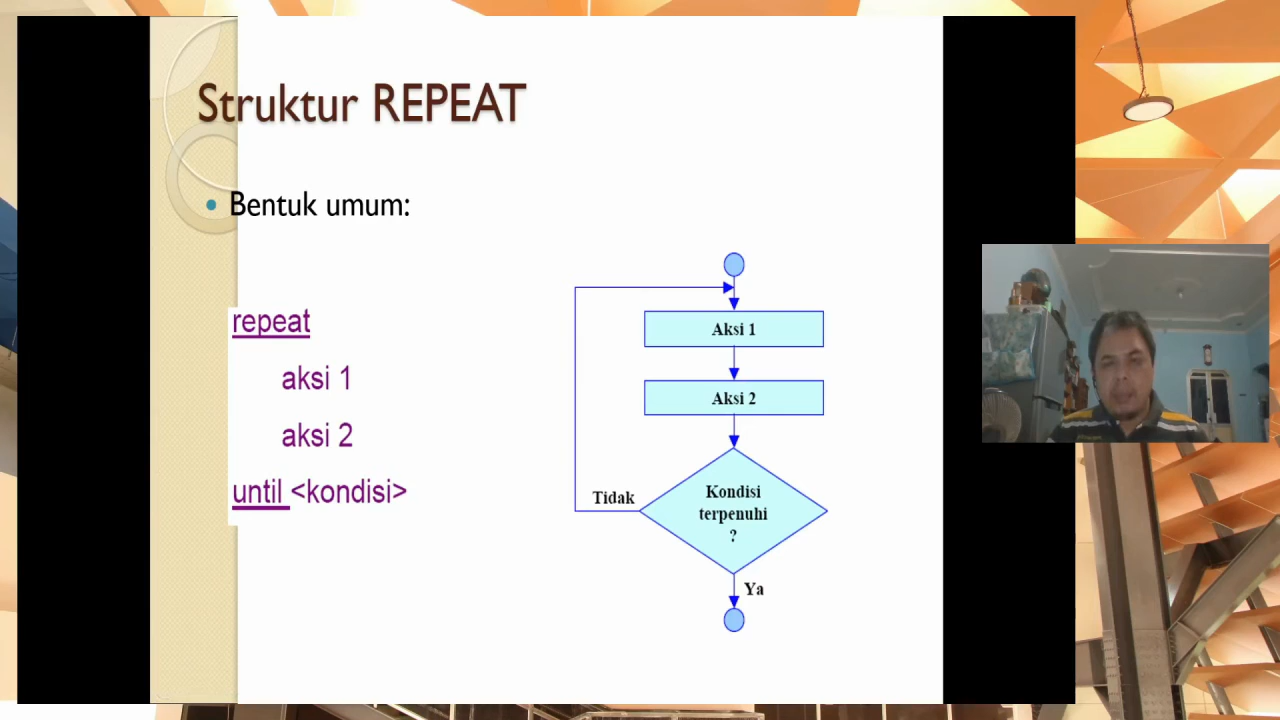 Struktur REPEAT
Bentuk umum:
repeat
aksi 1
aksi 2
until <kondisi>
Aksi 1
Aksi 2
Kondisi
terpenuhi
?
Tidak
Ya